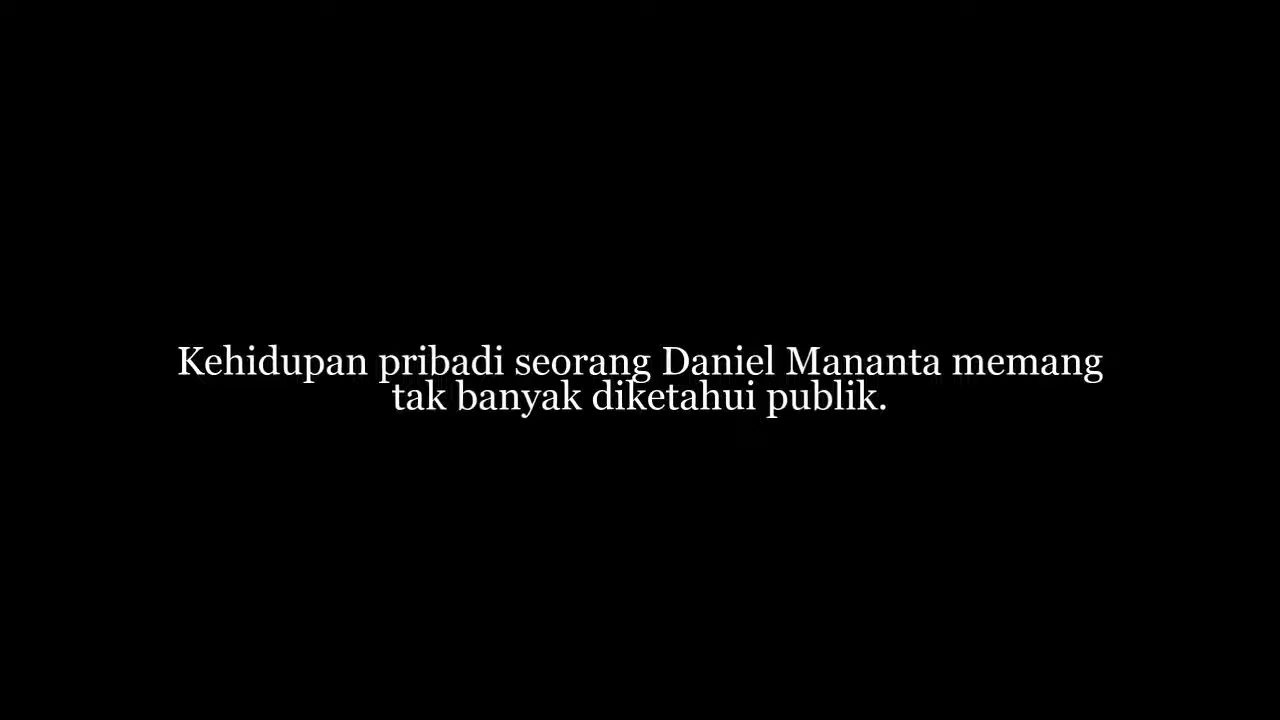 Kehidupan pribadi seorang Daniel Mananta memang
tak banyak diketahui publik.